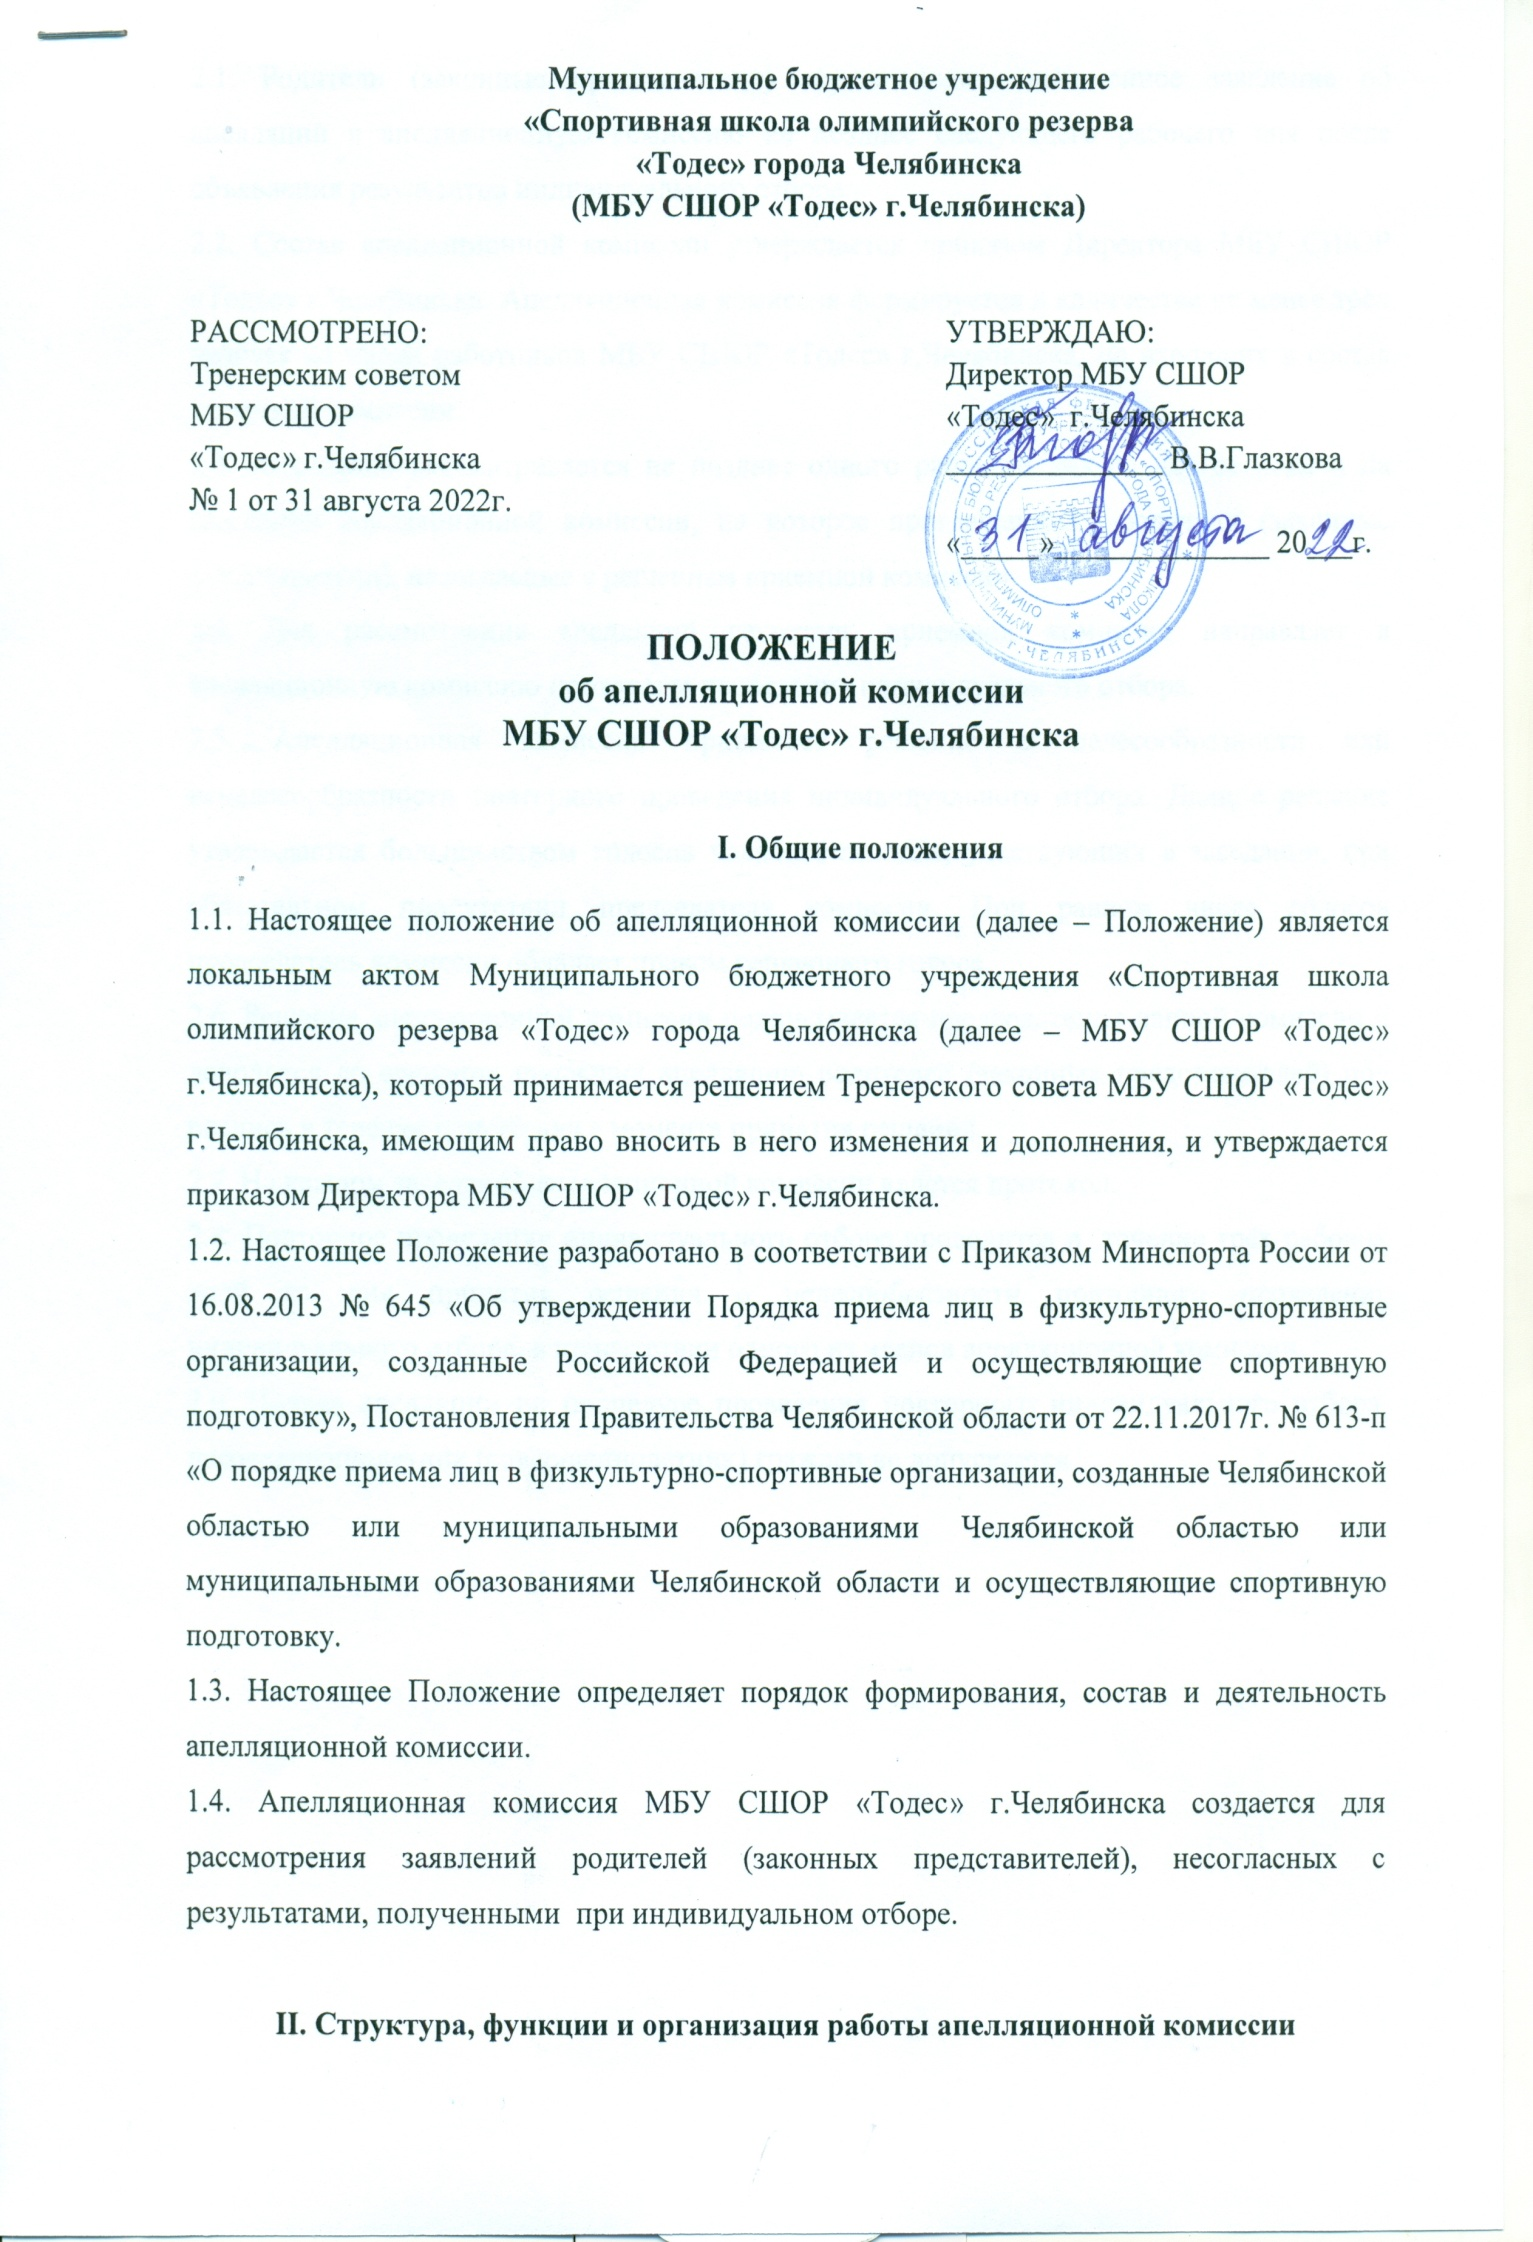 Муниципальное бюджетное учреждение
«Спортивная школа олимпийского резерва
«Тодес» города Челябинска
(МБУ СШОР «Тодес» г.Челябинска)
РАССМОТРЕНО:
Тренерским советом
МБУ СШОР
«Тодес» г.Челябинска
№ 1 от 31 августа 2022г.
УТВЕРЖДАЮ:
Директор МБУ СШОР
«Тодес» г.Челябинска
В.В.Глазкова
«31» августа 2022г.
ПОЛОЖЕНИЕ
об апелляционной комиссии
МБУ СШОР «Тодес» г.Челябинска
I. Общие положения
1.1. Настоящее положение об апелляционной комиссии (далее – Положение) является
локальным актом Муниципального бюджетного учреждения «Спортивная школа
олимпийского резерва «Тодес» города Челябинска (далее – МБУ СШОР «Тодес»
г.Челябинска), который принимается решением Тренерского совета МБУ СШОР «Тодес»
г.Челябинска, имеющим право вносить в него изменения и дополнения, и утверждается
приказом Директора МБУ СШОР «Тодес» г.Челябинска.
1.2. Настоящее Положение разработано в соответствии с Приказом Минспорта России от
16.08.2013 № 645 «Об утверждении Порядка приема лиц в физкультурно-спортивные
организации, созданные Российской Федерацией и осуществляющие спортивную
подготовку», Постановления Правительства Челябинской области от 22.11.2017г. № 613-п
«О порядке приема лиц в физкультурно-спортивные организации, созданные Челябинской
областью или муниципальными образованиями Челябинской областью или
муниципальными образованиями Челябинской области и осуществляющие спортивную
подготовку.
1.3. Настоящее Положение определяет порядок формирования, состав и деятельность
апелляционной комиссии.
1.4. Апелляционная комиссия МБУ СШОР «Тодес» г.Челябинска создается для
рассмотрения заявлений родителей (законных представителей), несогласных с
результатами, полученными при индивидуальном отборе.
II. Структура, функции и организация работы апелляционной комиссии